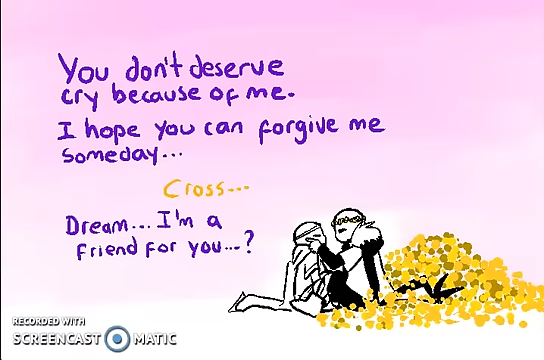 You don't deserve
cry because of me.
I hope you can forgive me
someday...
Cross...
Dream... I'm a
friend for you...?
RECORDED WITH
SCREENCAST MATIC